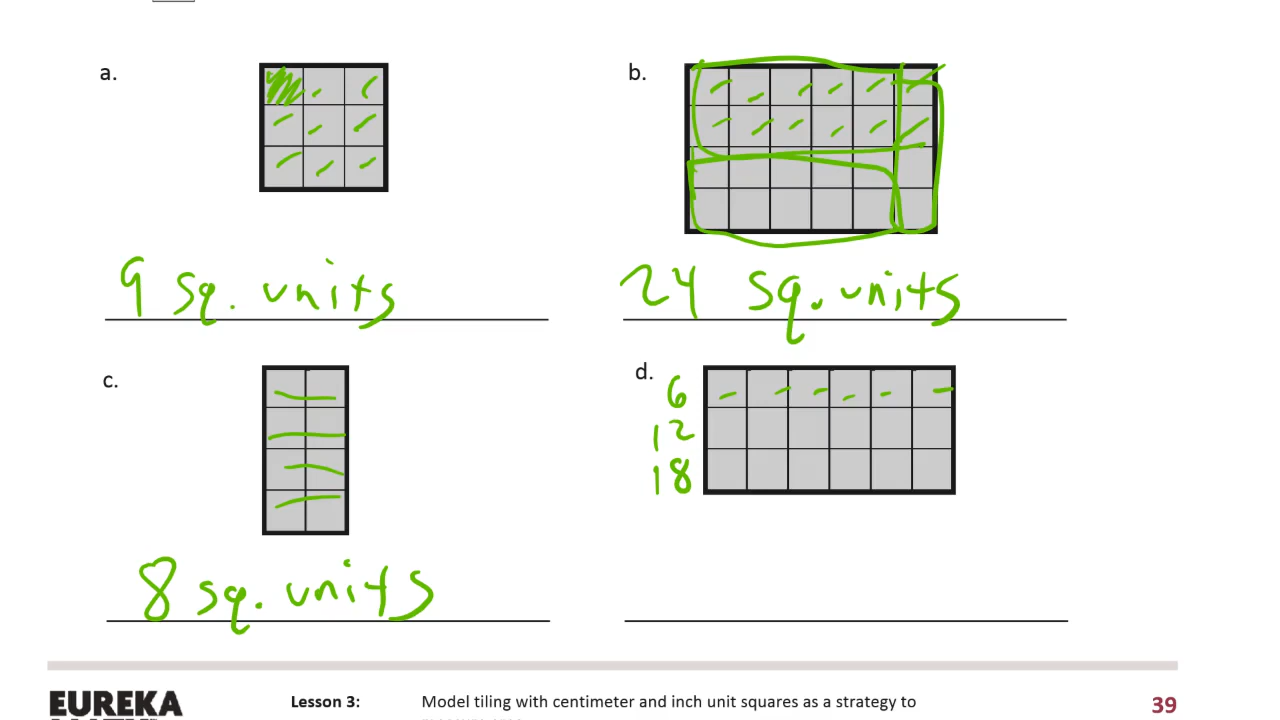 a.
b.
9 sq. units
24 sq. units
c.
d.
6
12
18
8 sq. units
EUREKA
Lesson 3:
Model tiling with centimeter and inch unit squares as a strategy to
39